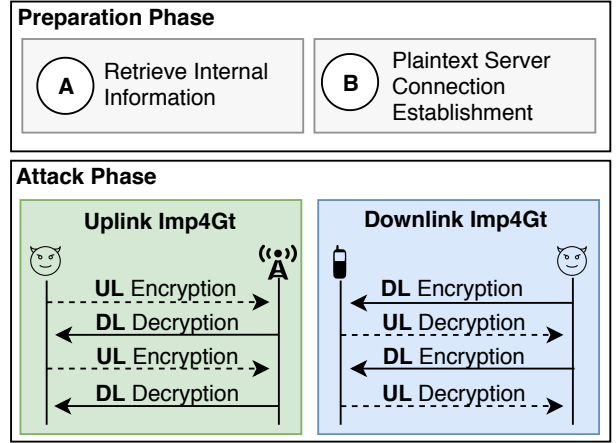 Preparation Phase
A
Retrieve Internal
Information
B
Plaintext Server
Connection
Establishment
Attack Phase
Uplink Imp4Gt
UL Encryption
DL Decryption
UL Encryption
DL Decryption
Downlink Imp4Gt
DL Encryption
UL Decryption
DL Encryption
UL Decryption